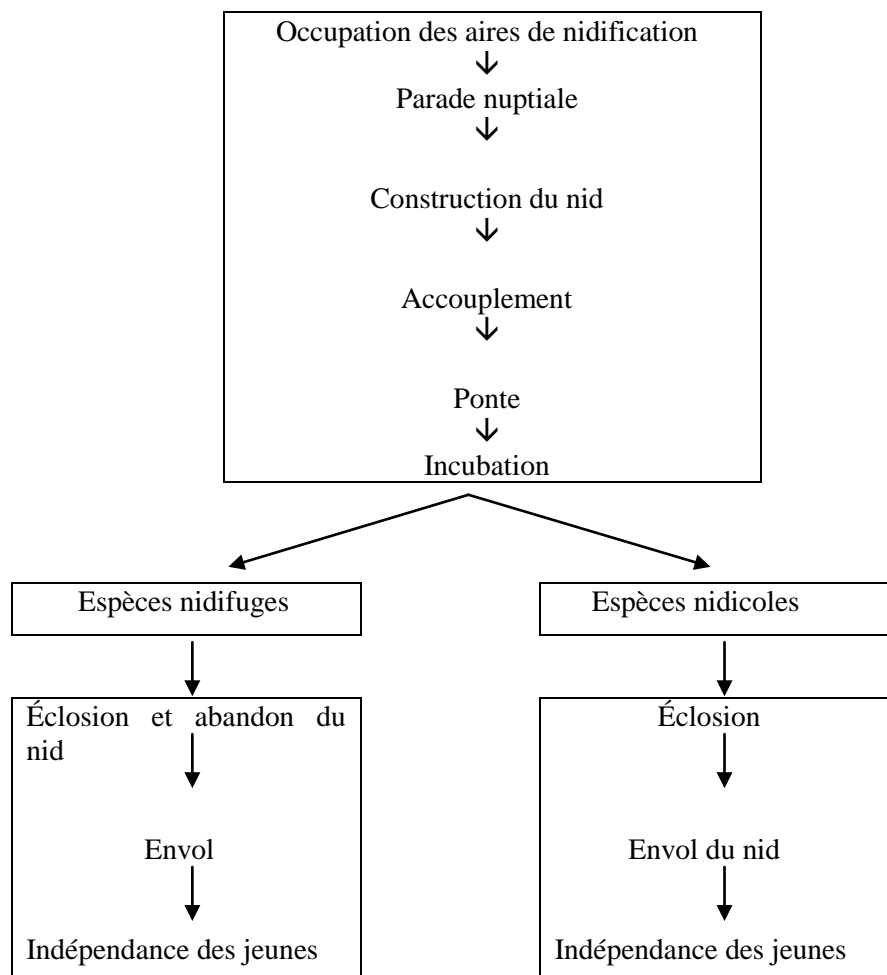 Occupation des aires de nidification
Parade nuptiale
Construction du nid
Accouplement
Ponte
Incubation
Espèces nidifuges
Espèces nidicoles
Éclosion et abandon du
nid
Envol
Indépendance des jeunes
Éclosion
Envol du nid
Indépendance des jeunes